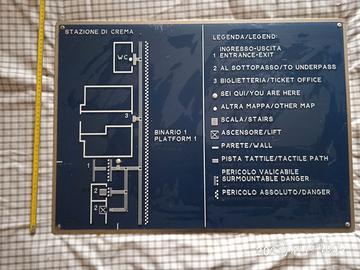 STAZIONE DI CREMA
WC
3
BINARIO 1
PLATFORM 1
1
2
LEGENDA/LEGEND:
INGRESSO-USCITA
1 ENTRANCE-EXIT
2 AL SOTTOPASSO/TO UNDERPASS
3 BIGLIETTERIA/TICKET OFFICE
SEI QUI/YOU ARE HERE
ALTRA MAPPA/OTHER MAP
SCALA/STAIRS
ASCENSORE/LIFT
PARETE/WALL
PISTA TATTILE/TACTILE PATH
PERICOLO VALICABILE
SURMOUNTABLE DANGER
PERICOLO ASSOLUTO/DANGER